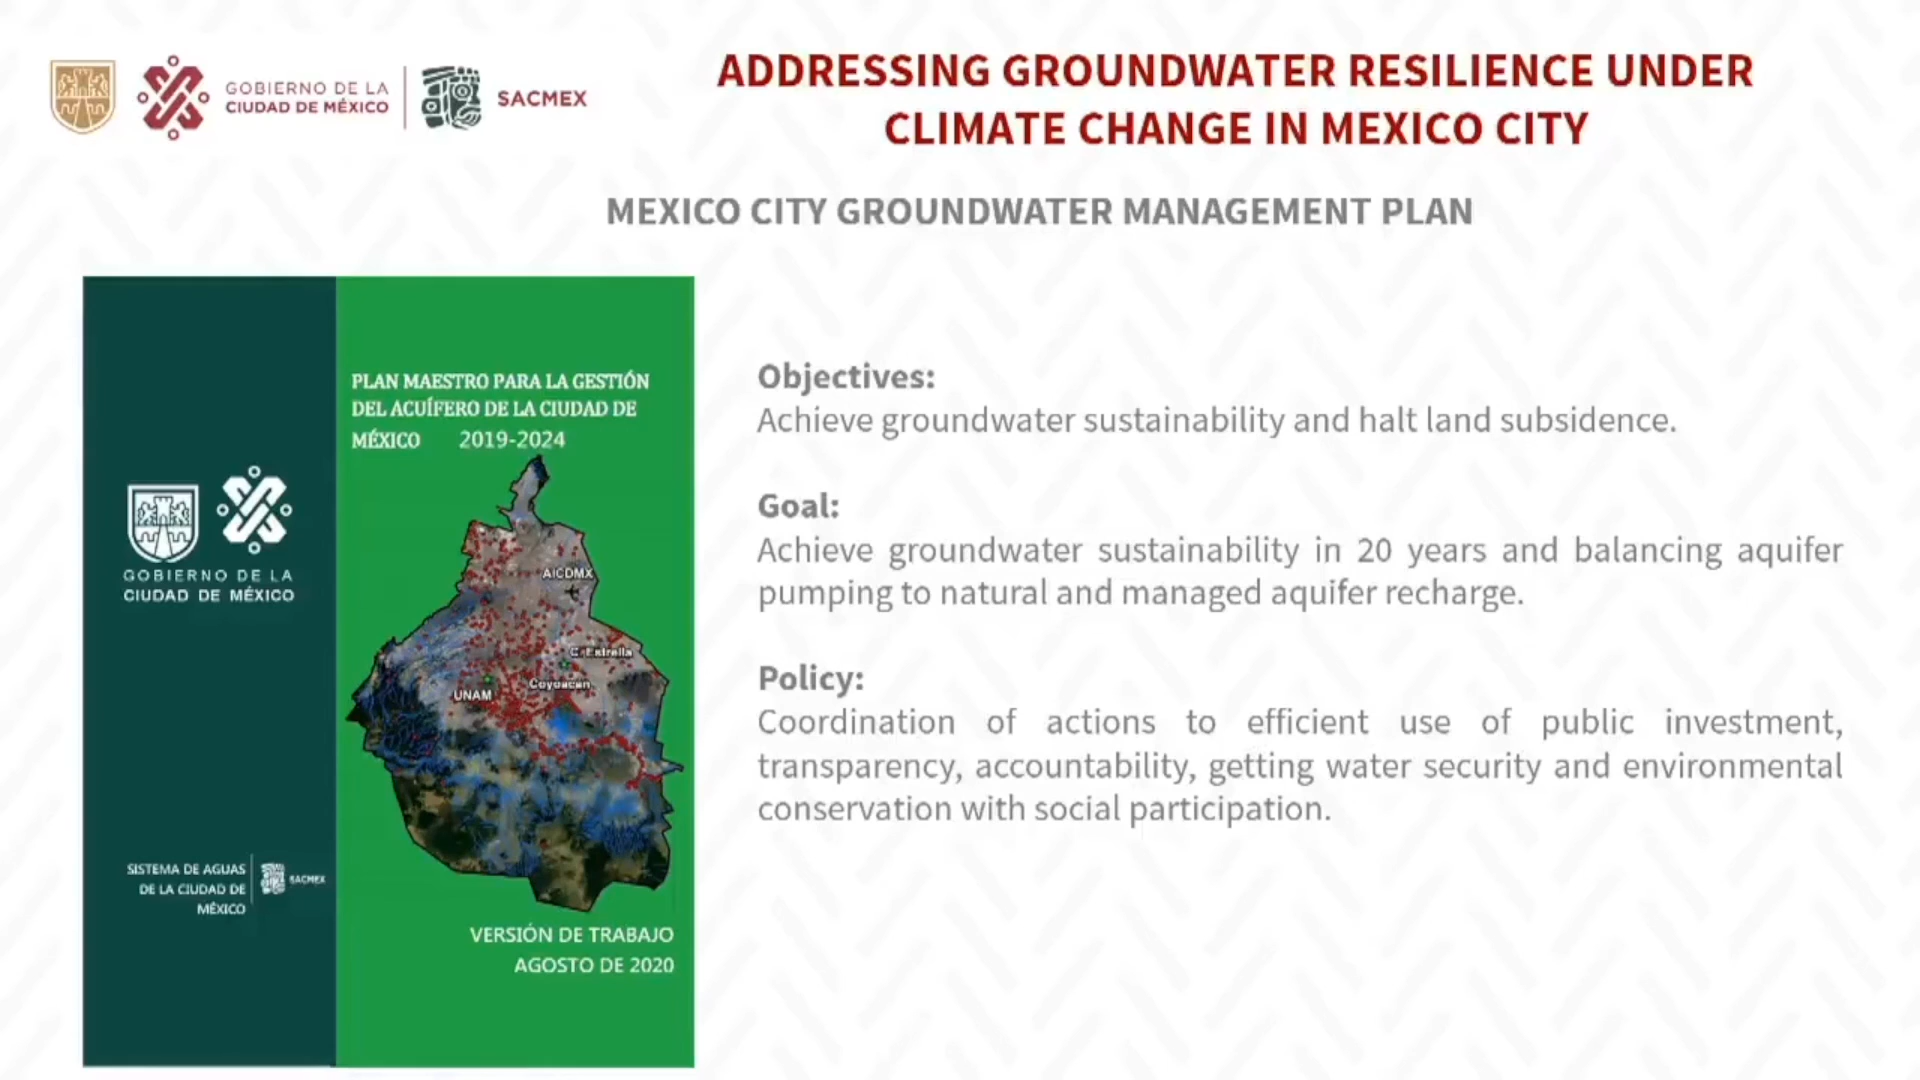 GOBIERNO DE LA
CIUDAD DE MÉXICO
SACMEX
ADDRESSING GROUNDWATER RESILIENCE UNDER
CLIMATE CHANGE IN MEXICO CITY
MEXICO CITY GROUNDWATER MANAGEMENT PLAN
PLAN MAESTRO PARA LA GESTIÓN
DEL ACUÍFERO DE LA CIUDAD DE
MÉXICO 2019-2024
AICDMX
C. Estrella
Coyoacan
UNAM
GOBIERNO DE LA
CIUDAD DE MÉXICO
SISTEMA DE AGUAS
DE LA CIUDAD DE
MÉXICO
SACMEX
VERSIÓN DE TRABAJO
AGOSTO DE 2020
Objectives:
Achieve groundwater sustainability and halt land subsidence.
Goal:
Achieve groundwater sustainability in 20 years and balancing aquifer
pumping to natural and managed aquifer recharge.
Policy:
Coordination of actions to efficient use of public investment,
transparency, accountability, getting water security and environmental
conservation with social participation.